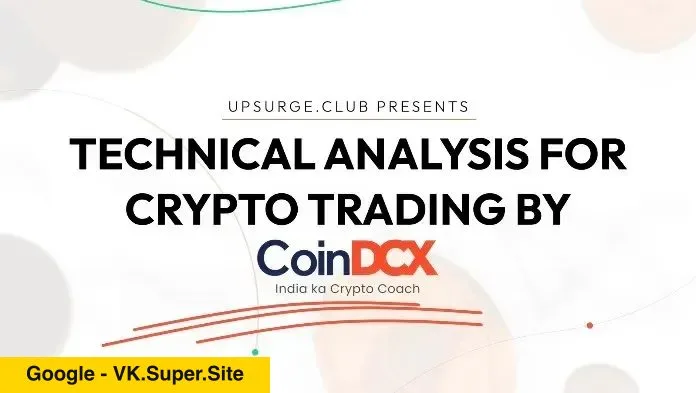 UPSURGE.CLUB PRESENTS
TECHNICAL ANALYSIS FOR
CRYPTO TRADING BY
CoinDCX
India ka Crypto Coach
Google - VK.Super.Site